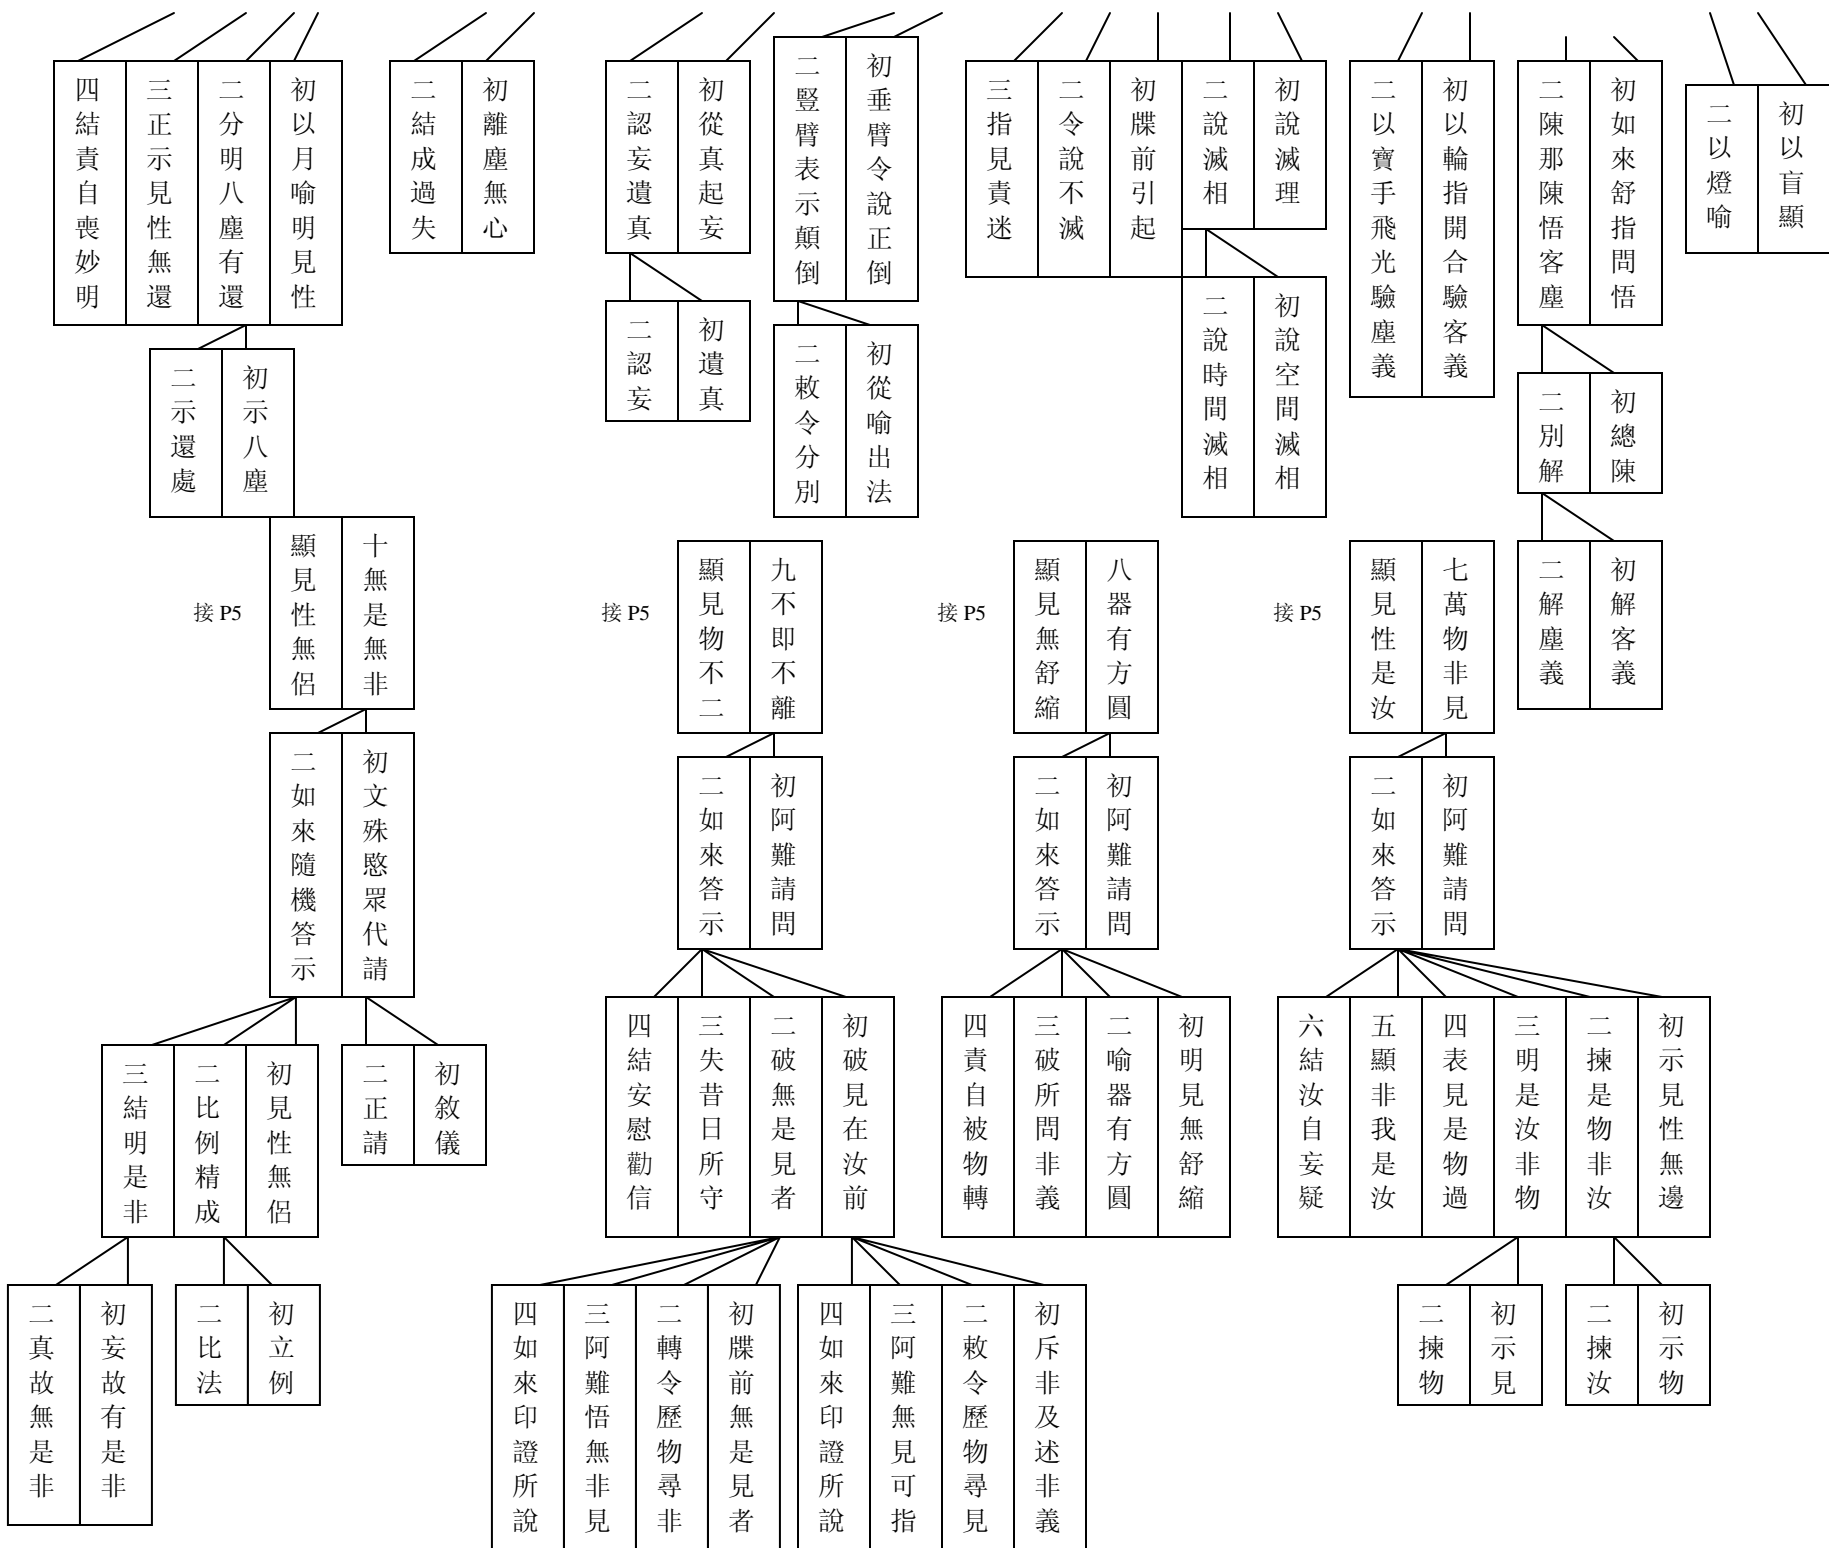 初以盲顯
二以燈喻
初如來舒指問悟
二陳那陳悟客塵
初總陳
二別解
初解客義
二解塵義
初以輪指開合驗客義
二以寶手飛光驗塵義
初說滅理
二說滅相
初說空間滅相
二說時間滅相
初牒前引起
二令說不滅
三指見責迷
初垂臂令說正倒
二豎臂表示顛倒
初從喻出法
二敕令分別
初從真起妄
二認妄遺真
初遺真
二認妄
初離塵無心
二結成過失
初以月喻明見性
二分明八塵有還
三正示見性無還
四結責自喪妙明
初示八塵
二示還處
七萬物非見
顯見性是汝
接 P5
初阿難請問
二如來答示
初示見性無邊
二揀是物非汝
三明是汝非物
四表見是物過
五顯非我是汝
六結汝自妄疑
初示物
二揀汝
初示見
二揀物
八器有方圓
顯見無舒縮
接 P5
初阿難請問
二如來答示
初明見無舒縮
二喻器有方圓
三破所問非義
四責自被物轉
九不即不離
顯見物不二
接 P5
初阿難請問
二如來答示
初破見在汝前
二破無是見者
三失昔日所守
四結安慰勸信
初斥非及述非義
二敕令歷物尋見
三阿難無見可指
四如來印證所說
初牒前無是見者
二轉令歷物尋非
三阿難悟無非見
四如來印證所說
十無是無非
顯見性無侶
接 P5
初文殊愍眾代請
二如來隨機答示
初敘儀
二正請
初見性無侶
二比例精成
三結明是非
初立例
二比法
初妄故有是非
二真故無是非